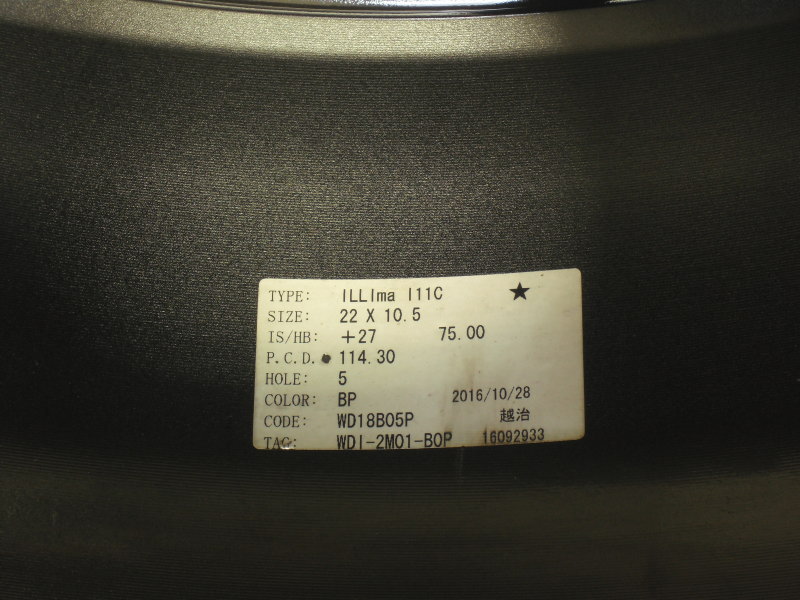 TYPE: ILLIma I11C ★
SIZE: 22 X 10.5
IS/HB: +27 75.00
P.C.D. 114.30
HOLE: 5
COLOR: BP 2016/10/28
CODE: WD18B05P 越治
TAG: WDI-2M01-B0P 16092933